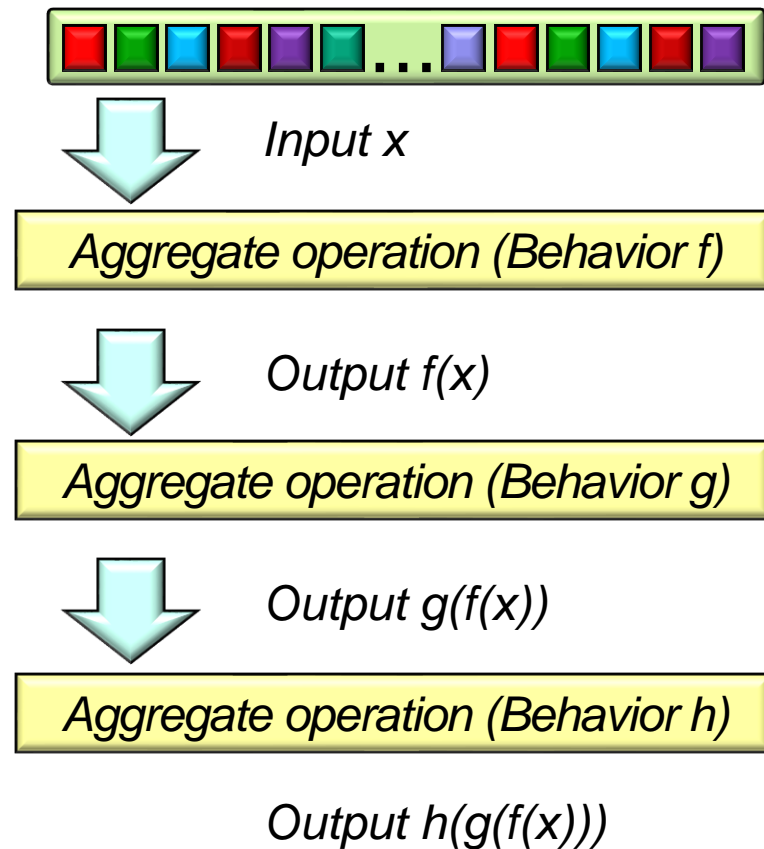 ...
Input x
Aggregate operation (Behavior f)
Output f(x)
Aggregate operation (Behavior g)
Output g(f(x))
Aggregate operation (Behavior h)
Output h(g(f(x)))